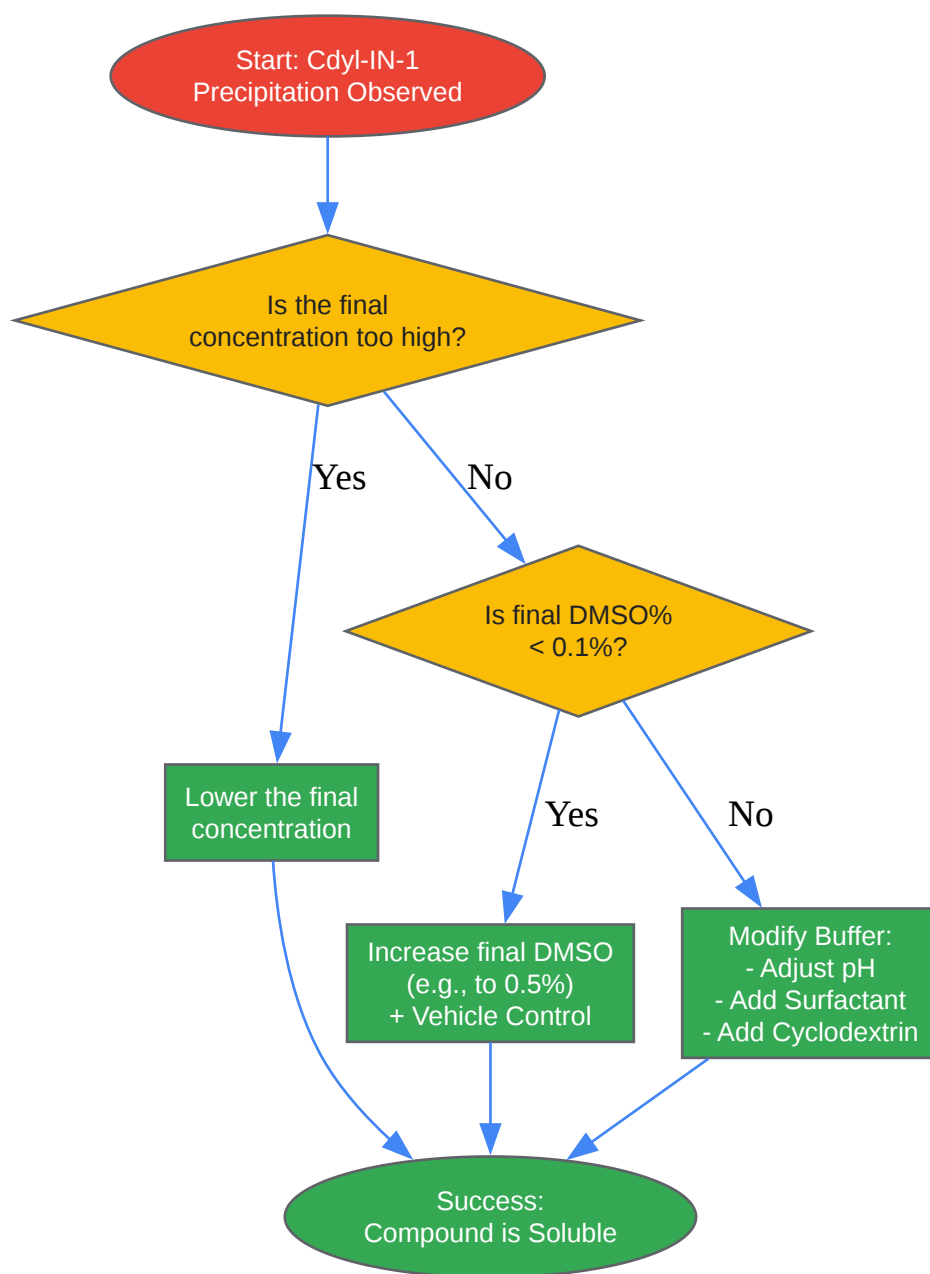 Start: Cdyl-IN-1
Precipitation Observed
Is the final
concentration too high?
Yes
No
Is final DMSO%
< 0.1%?
Lower the final
concentration
Yes
No
Increase final DMSO
(e.g., to 0.5%)
+ Vehicle Control
Modify Buffer:
- Adjust pH
- Add Surfactant
- Add Cyclodextrin
Success:
Compound is Soluble